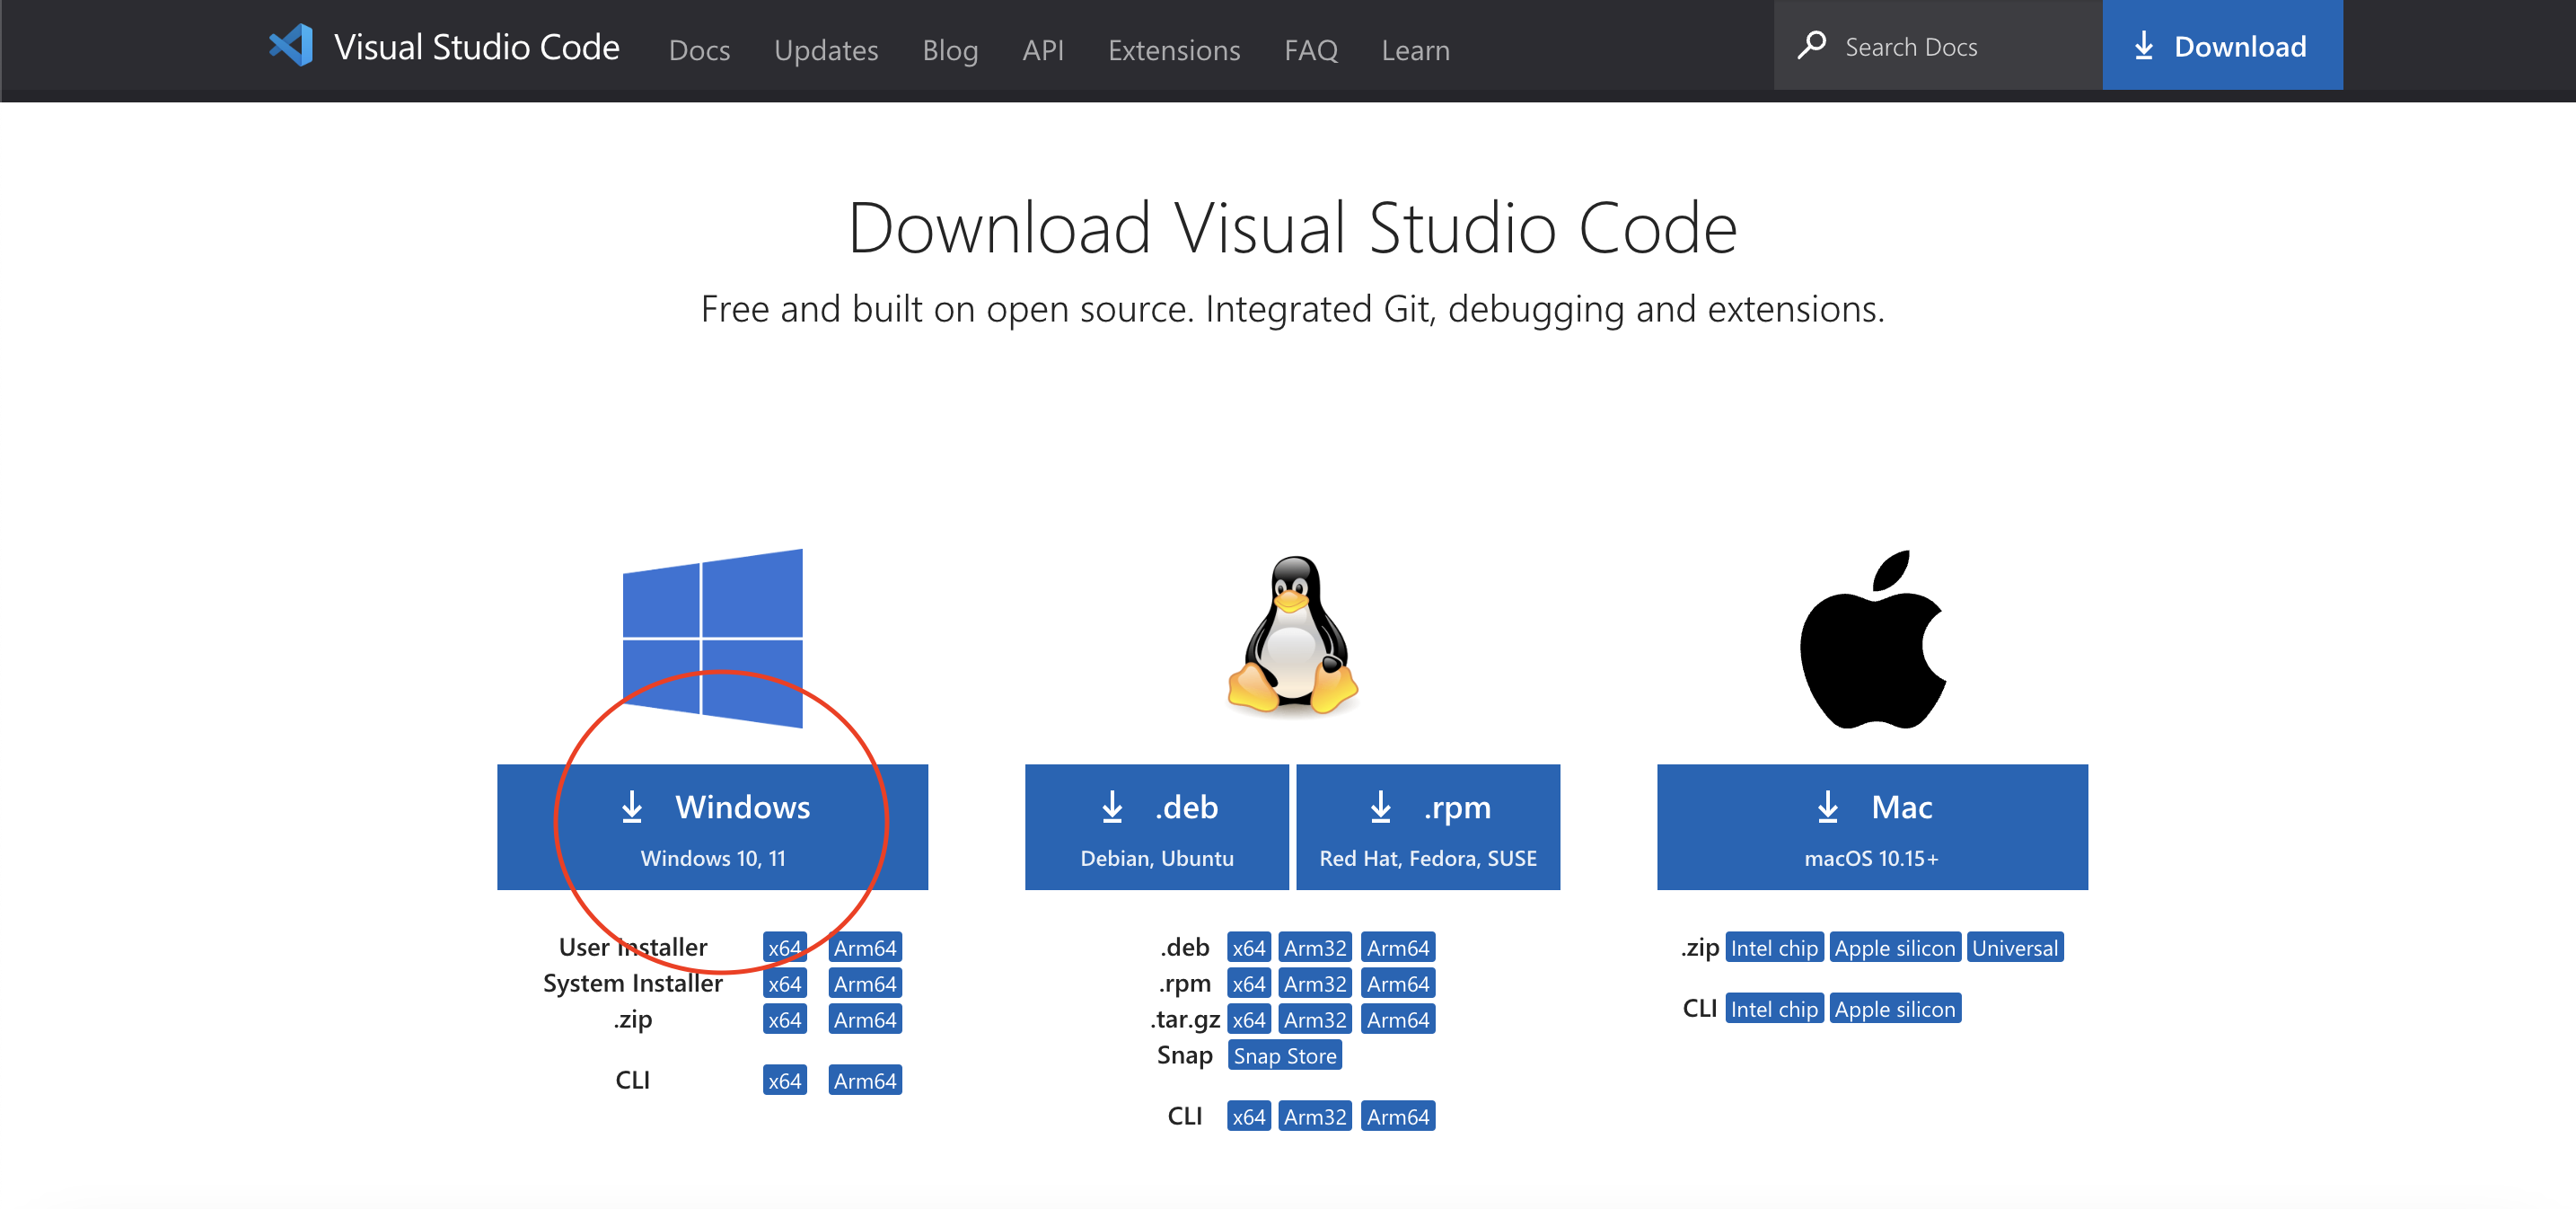 Visual Studio Code Docs Updates Blog API Extensions FAQ Learn Search Docs Download
Download Visual Studio Code
Free and built on open source. Integrated Git, debugging and extensions.
Windows
Windows 10, 11
User Installer x64 Arm64
System Installer x64 Arm64
.zip x64 Arm64
CLI x64 Arm64
.deb
Debian, Ubuntu
.rpm
Red Hat, Fedora, SUSE
.deb x64 Arm32 Arm64
.rpm x64 Arm32 Arm64
.tar.gz x64 Arm32 Arm64
Snap Snap Store
CLI x64 Arm32 Arm64
Mac
macOS 10.15+
.zip Intel chip Apple silicon Universal
CLI Intel chip Apple silicon